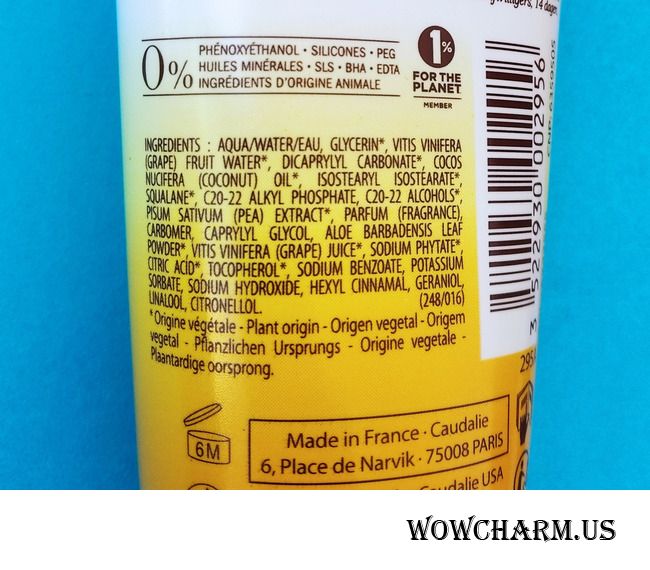 14 dagen
0%
PHÉNOXYÉTHANOL • SILICONES • PEG
HUILES MINÉRALES • SLS • BHA • EDTA
INGRÉDIENTS D'ORIGINE ANIMALE
1%
FOR THE
PLANET
MEMBER
INGREDIENTS : AQUA/WATER/EAU, GLYCERIN*, VITIS VINIFERA
(GRAPE) FRUIT WATER*, DICAPRYLYL CARBONATE*, COCOS
NUCIFERA (COCONUT) OIL*, ISOSTEARYL ISOSTEARATE*,
SQUALANE*, C20-22 ALKYL PHOSPHATE, C20-22 ALCOHOLS*,
PISUM SATIVUM (PEA) EXTRACT*, PARFUM (FRAGRANCE),
CARBOMER, CAPRYLYL GLYCOL, ALOE BARBADENSIS LEAF
POWDER*, VITIS VINIFERA (GRAPE) JUICE*, SODIUM PHYTATE*,
CITRIC ACID*, TOCOPHEROL*, SODIUM BENZOATE, POTASSIUM
SORBATE, SODIUM HYDROXIDE, HEXYL CINNAMAL, GERANIOL,
LINALOOL, CITRONELLOL. (248/016)
*Origine végétale - Plant origin - Origen vegetal - Origem
vegetal - Pflanzlichen Ursprungs - Origine vegetale -
Plaantardige oorsprong.
3 522930 002956
6M
Made in France · Caudalie
6, Place de Narvik · 75008 PARIS
Caudalie USA
WOWCHARM.US